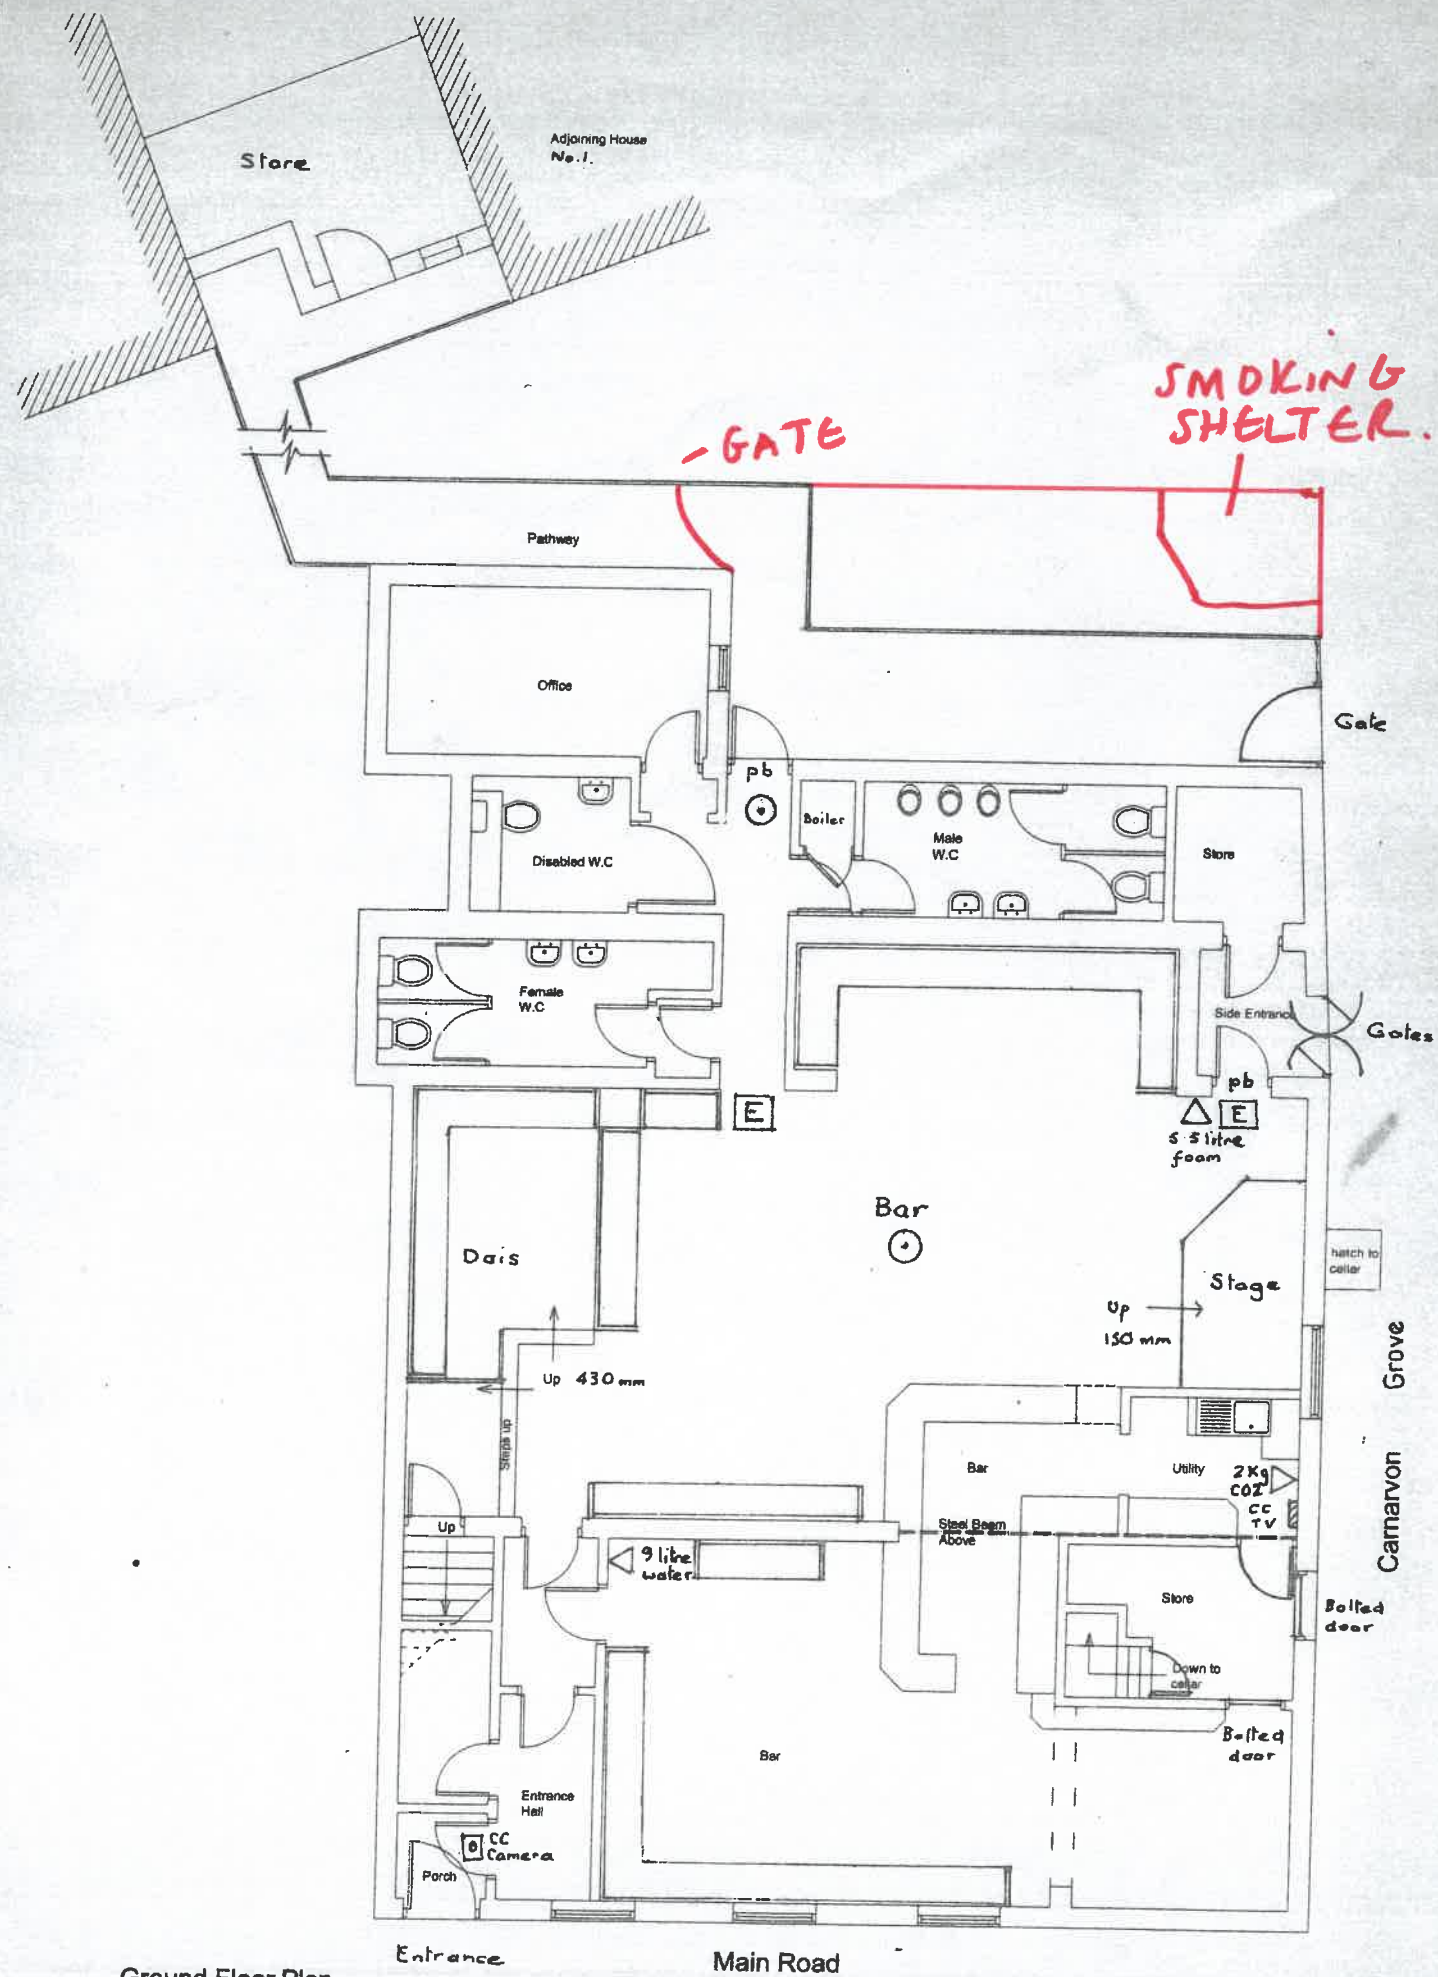 Store
Adjoining House
No.1.
SMOKING
SHELTER.
GATE
Pathway
Office
Gate
pb
Boiler
Male
W.C
Store
Disabled W.C
Female
W.C
Side Entrance
Gates
pb
E
E
5.5 litre
foam
Bar
Dais
Stage
hatch to
cellar
Up
150 mm
Up 430 mm
Steps up
Carnarvon Grove
Bar
Utility
2Kg
CO2
CC
TV
Up
Steel Beam
Above
9 litre
water
Store
Bolted
door
Down to
cellar
Bolted
door
Bar
Entrance
Hall
CC
Camera
Porch
Entrance
Main Road
Ground Floor Plan